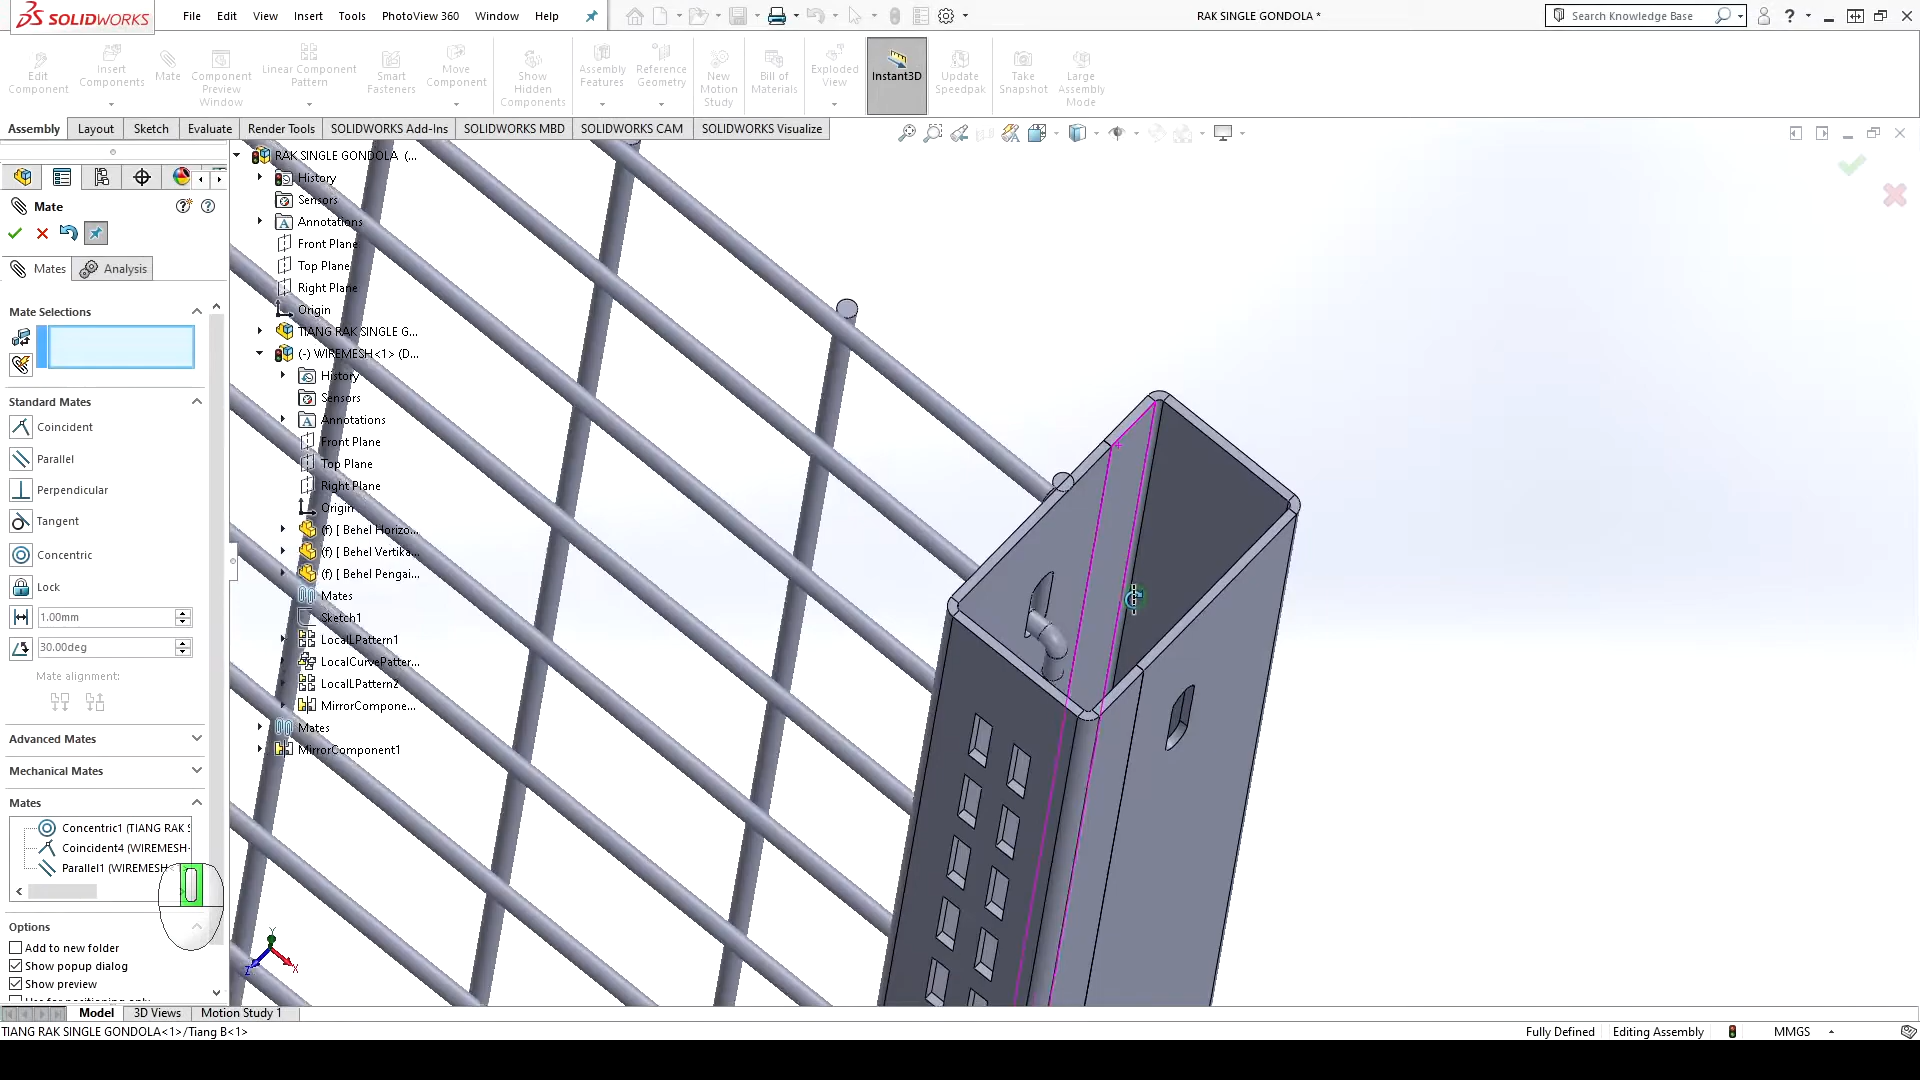 SOLIDWORKS
File Edit View Insert Tools PhotoView 360 Window Help
RAK SINGLE GONDOLA *
Search Knowledge Base
Edit Component
Insert Components
Mate
Component Preview Window
Linear Component Pattern
Smart Fasteners
Move Component
Show Hidden Components
Assembly Features
Reference Geometry
New Motion Study
Bill of Materials
Exploded View
Instant3D
Update Speedpak
Take Snapshot
Large Assembly Mode
Assembly Layout Sketch Evaluate Render Tools SOLIDWORKS Add-Ins SOLIDWORKS MBD SOLIDWORKS CAM SOLIDWORKS Visualize
Mate
Mates Analysis
Mate Selections
Standard Mates
Coincident
Parallel
Perpendicular
Tangent
Concentric
Lock
1.00mm
30.00deg
Mate alignment:
Advanced Mates
Mechanical Mates
Mates
Concentric1 (TIANG RAK S
Coincident4 (WIREMESH-
Parallel1 (WIREMESH<1>
Options
Add to new folder
Show popup dialog
Show preview
RAK SINGLE GONDOLA (...
History
Sensors
Annotations
Front Plane
Top Plane
Right Plane
Origin
TIANG RAK SINGLE G...
(-) WIREMESH<1> (D...
History
Sensors
Annotations
Front Plane
Top Plane
Right Plane
Origin
(f) [ Behel Horizo...
(f) [ Behel Vertika...
(f) [ Behel Pengai...
Mates
Sketch1
LocalLPattern1
LocalCurvePatter...
LocalLPattern2
MirrorCompone...
Mates
MirrorComponent1
Y
Z
X
Model 3D Views Motion Study 1
TIANG RAK SINGLE GONDOLA<1>/Tiang B<1>
Fully Defined Editing Assembly MMGS